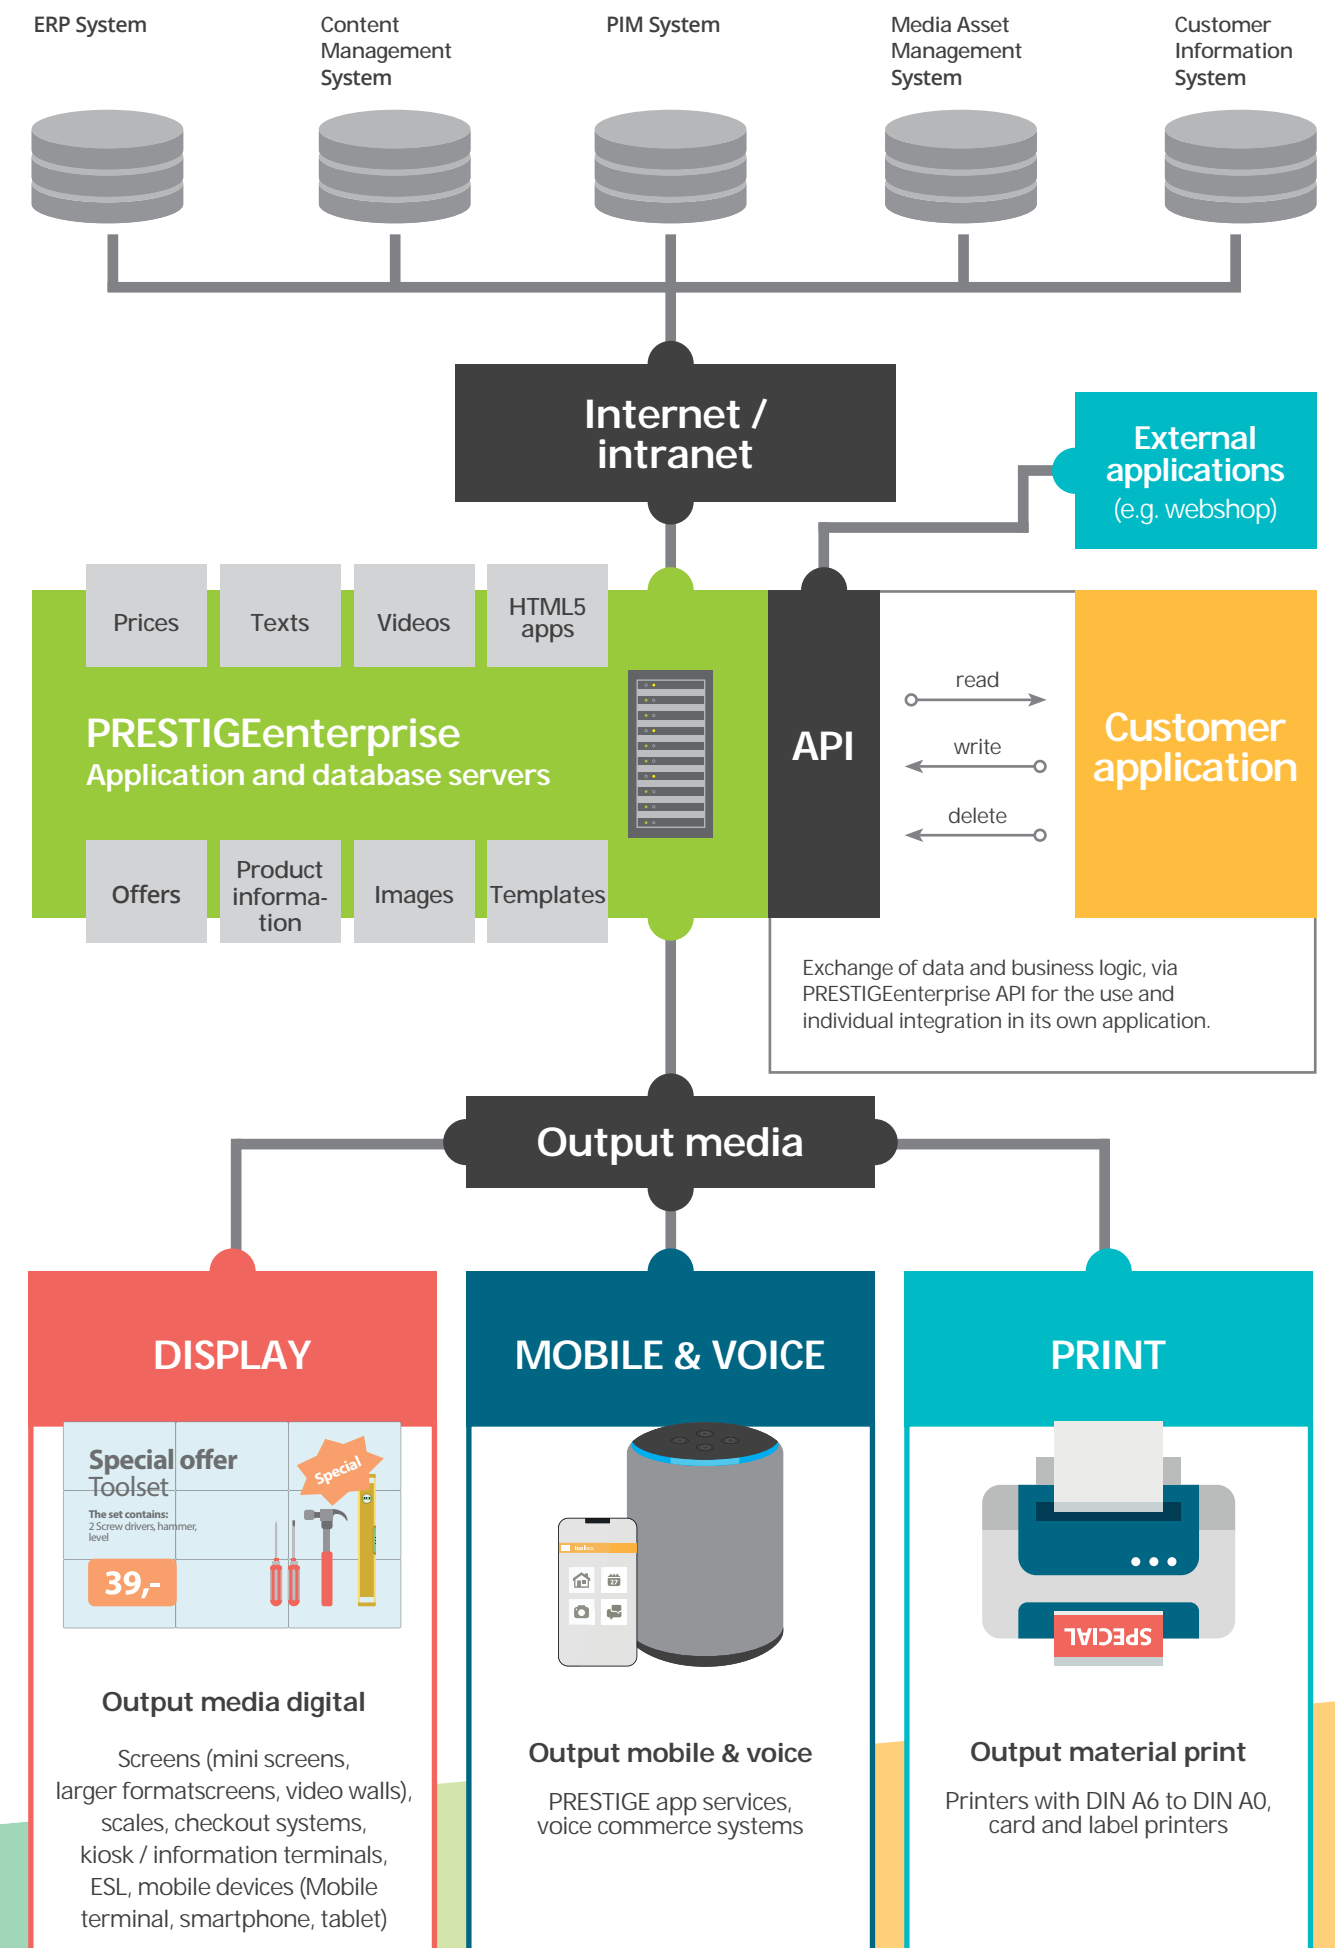 ERP System
Content
Management
System
PIM System
Media Asset
Management
System
Customer
Information
System
Internet /
intranet
External
applications
(e.g. webshop)
Prices
Texts
Videos
HTML5
apps
PRESTIGEenterprise
Application and database servers
Offers
Product
informa-
tion
Images
Templates
API
read
write
delete
Customer
application
Exchange of data and business logic, via
PRESTIGEenterprise API for the use and
individual integration in its own application.
Output media
DISPLAY
Special offer
Toolset
The set contains:
2 Screw drivers, hammer,
level
39,-
Special
Output media digital
Screens (mini screens,
larger formatscreens, video walls),
scales, checkout systems,
kiosk / information terminals,
ESL, mobile devices (Mobile
terminal, smartphone, tablet)
MOBILE & VOICE
27
Output mobile & voice
PRESTIGE app services,
voice commerce systems
PRINT
SPECIAL
Output material print
Printers with DIN A6 to DIN A0,
card and label printers